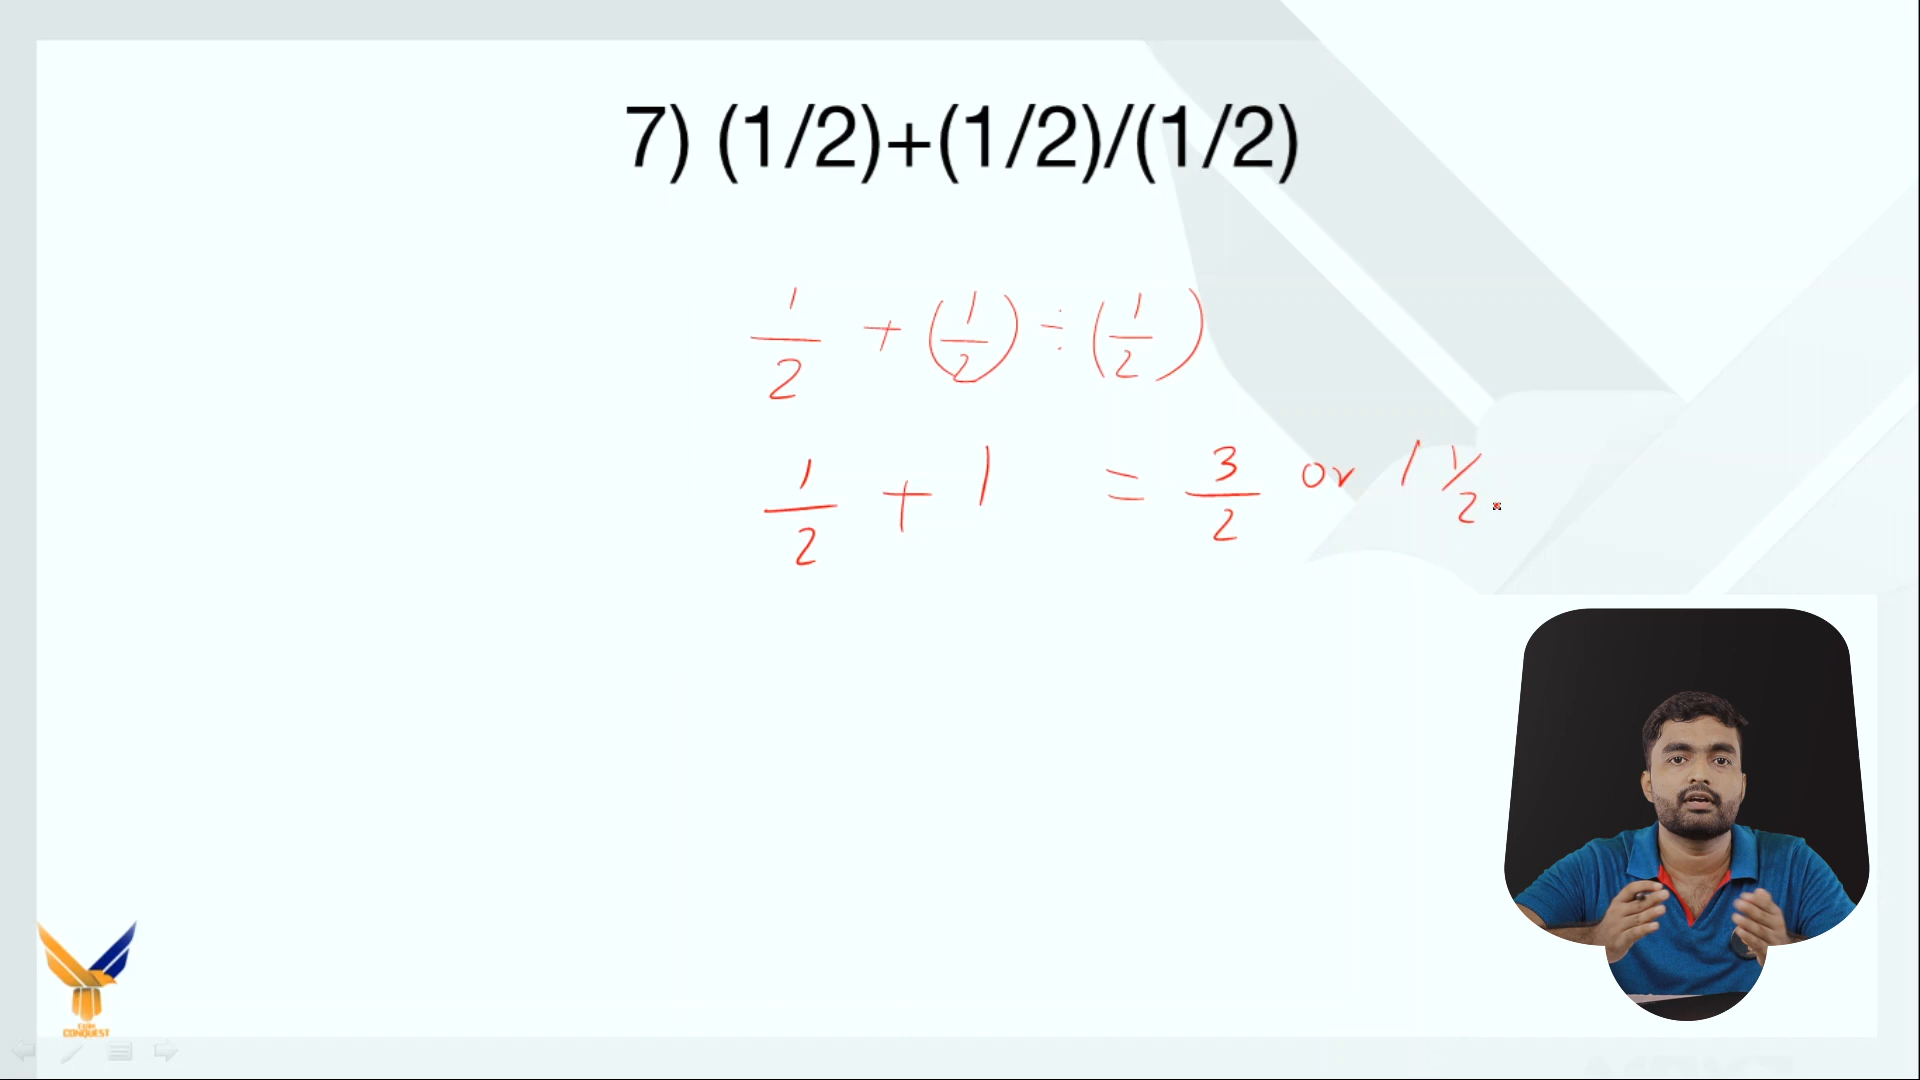 7) (1/2)+(1/2)/(1/2)
1/2 + (1/2) ÷ (1/2)
1/2 + 1 = 3/2 or 1 1/2
CONQUEST